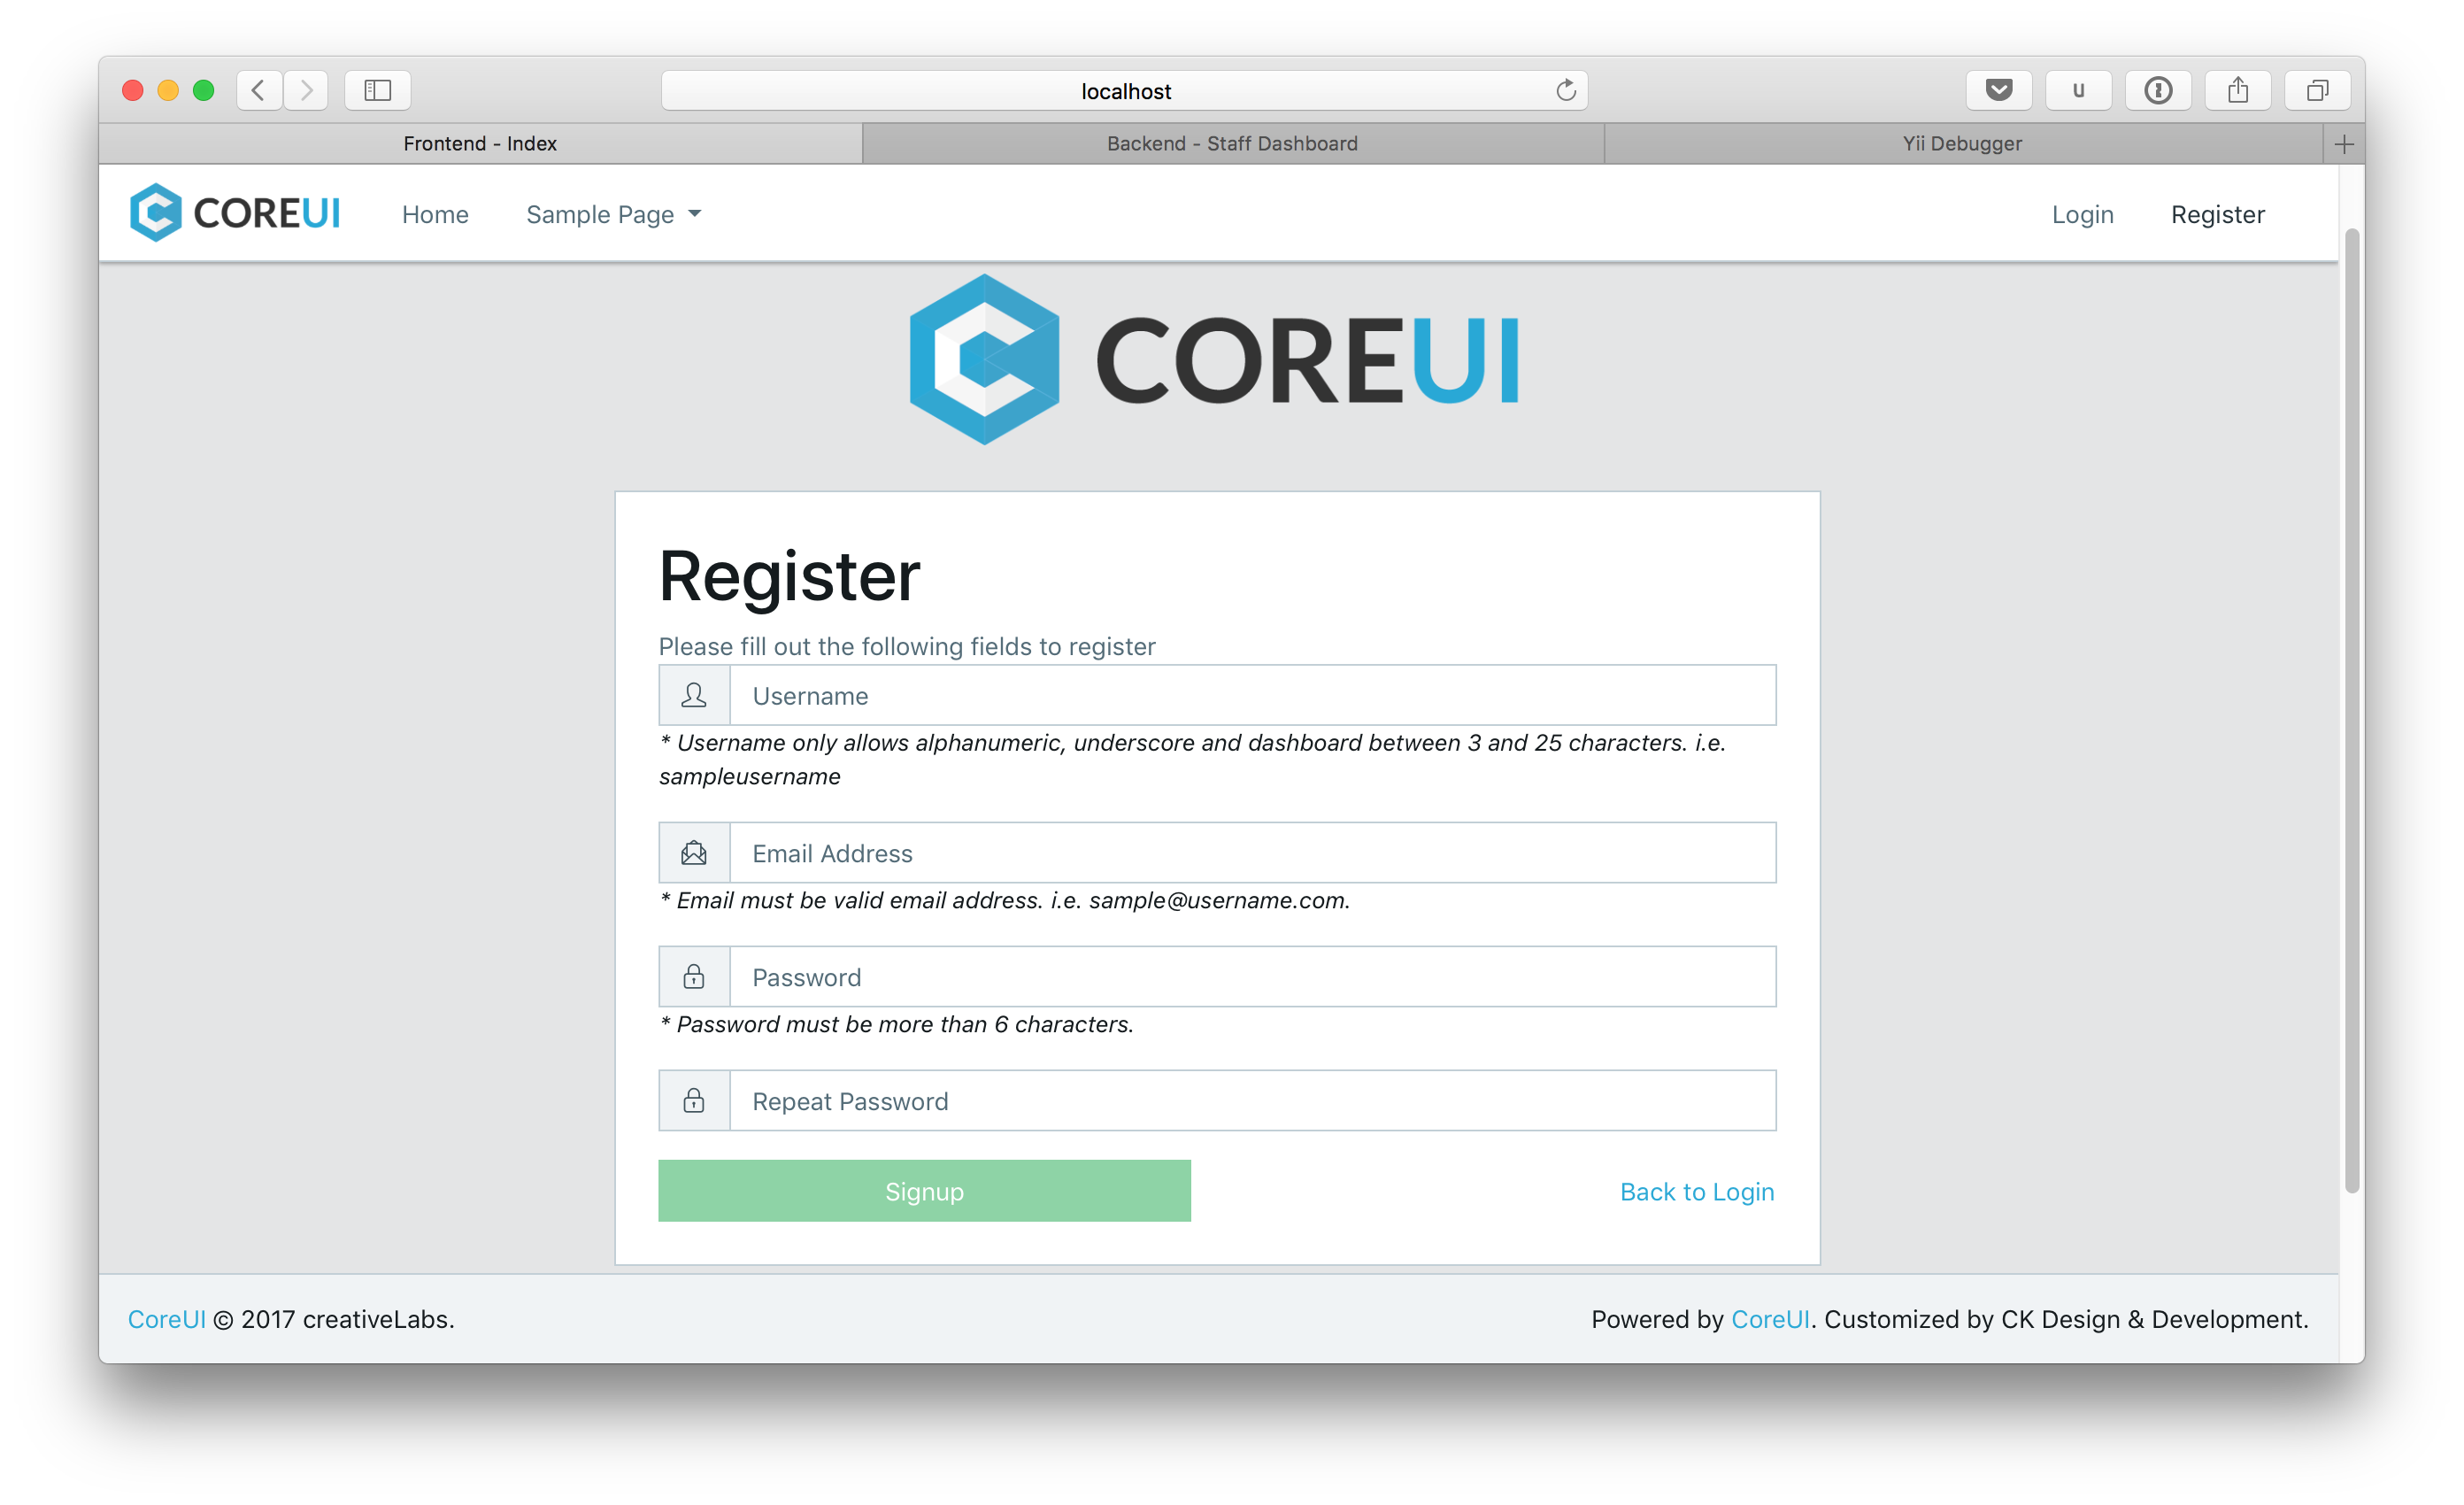 localhost
u
Frontend - Index
Backend - Staff Dashboard
Yii Debugger
COREUI
Home
Sample Page
Login
Register
COREUI
Register
Please fill out the following fields to register
Username
* Username only allows alphanumeric, underscore and dashboard between 3 and 25 characters. i.e.
sampleusername
Email Address
* Email must be valid email address. i.e. sample@username.com.
Password
* Password must be more than 6 characters.
Repeat Password
Signup
Back to Login
CoreUI © 2017 creativeLabs.
Powered by CoreUI. Customized by CK Design & Development.